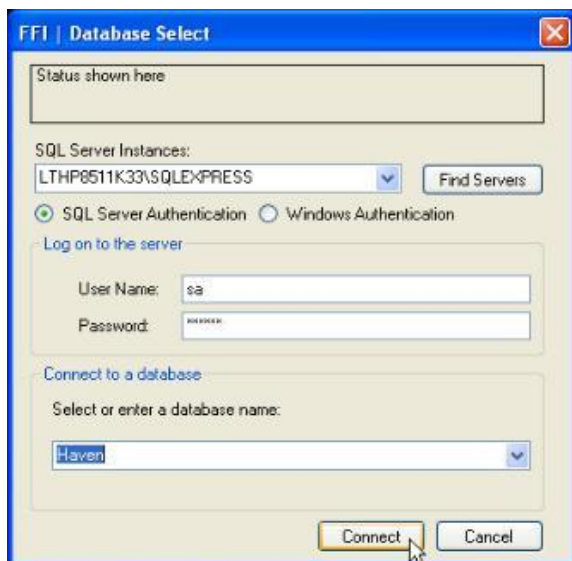 FFI | Database Select
Status shown here
SQL Server Instances:
LTHP8511K33\SQLEXPRESS
Find Servers
SQL Server Authentication Windows Authentication
Log on to the server
User Name: sa
Password: ******
Connect to a database
Select or enter a database name:
Haven
Connect Cancel